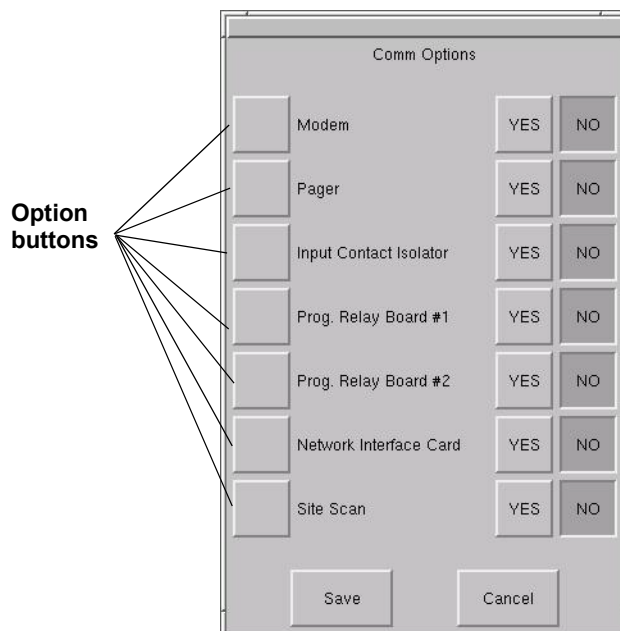 Comm Options
Option
buttons
Modem YES NO
Pager YES NO
Input Contact Isolator YES NO
Prog. Relay Board #1 YES NO
Prog. Relay Board #2 YES NO
Network Interface Card YES NO
Site Scan YES NO
Save Cancel